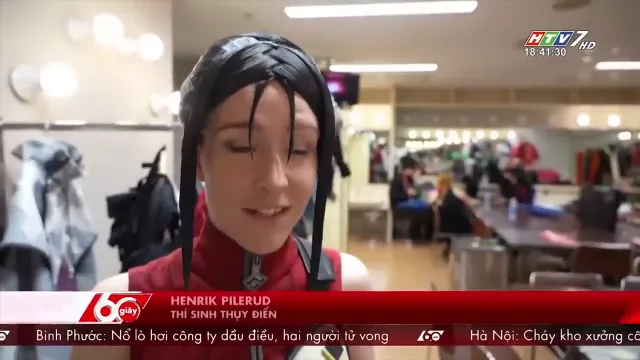 HTV7 HD
18:41:30
HENRIK PILERUD
THÍ SINH THỤY ĐIỂN
60 giây
Bình Phước: Nổ lò hơi công ty dầu điều, hai người tử vong
60 giây
Hà Nội: Cháy kho xưởng cô